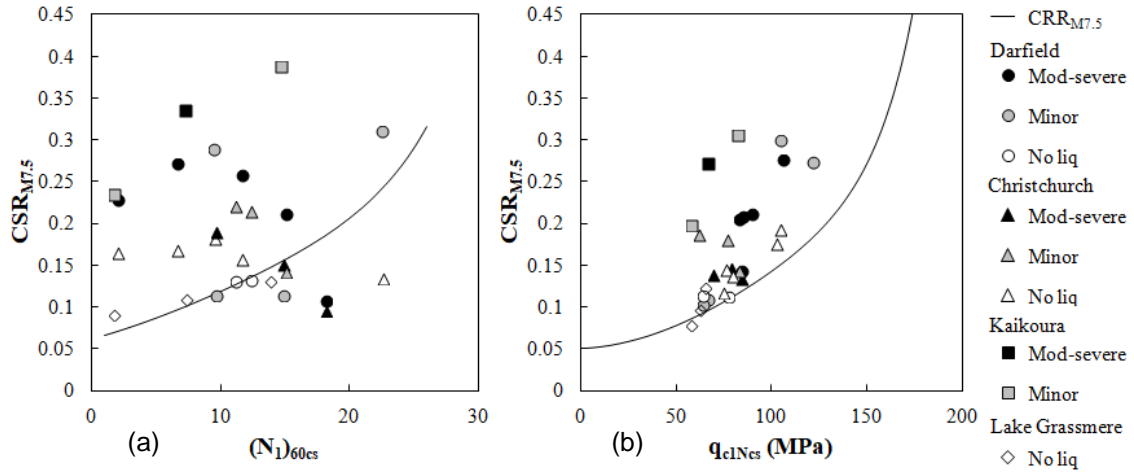 0.45
0.4
0.35
0.3
0.25
0.2
0.15
0.1
0.05
0
CSR_M7.5
0 10 20 30
(a) (N1)60cs
0.45
0.4
0.35
0.3
0.25
0.2
0.15
0.1
0.05
0
CSR_M7.5
0 50 100 150 200
(b) qc1Ncs (MPa)
CRR_M7.5
Darfield
Mod-severe
Minor
No liq
Christchurch
Mod-severe
Minor
No liq
Kaikoura
Mod-severe
Minor
Lake Grassmere
No liq